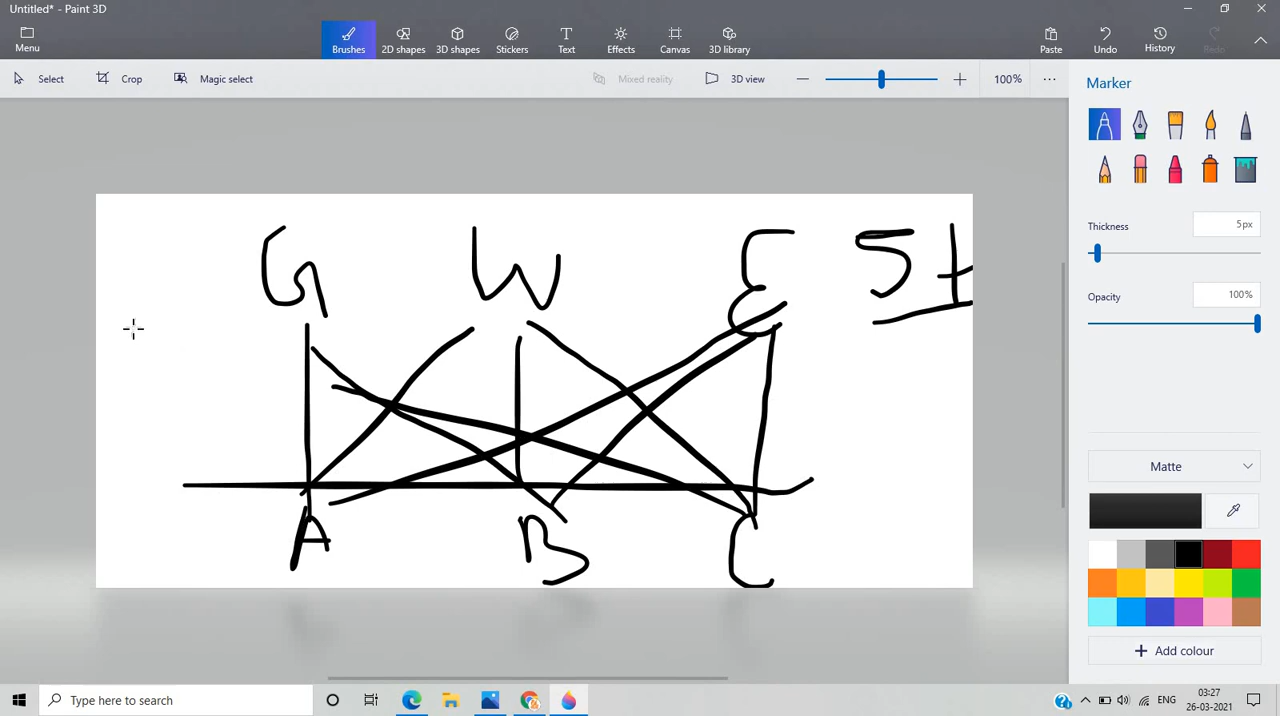 Untitled* - Paint 3D
Menu
Brushes 2D shapes 3D shapes Stickers Text Effects Canvas 3D library Paste Undo History Redo
Select Crop Magic select Mixed reality 3D view 100%
Marker
Thickness 5px
Opacity 100%
Matte
Add colour
G W E 5t
A B C
Type here to search
ENG
03:27
26-03-2021